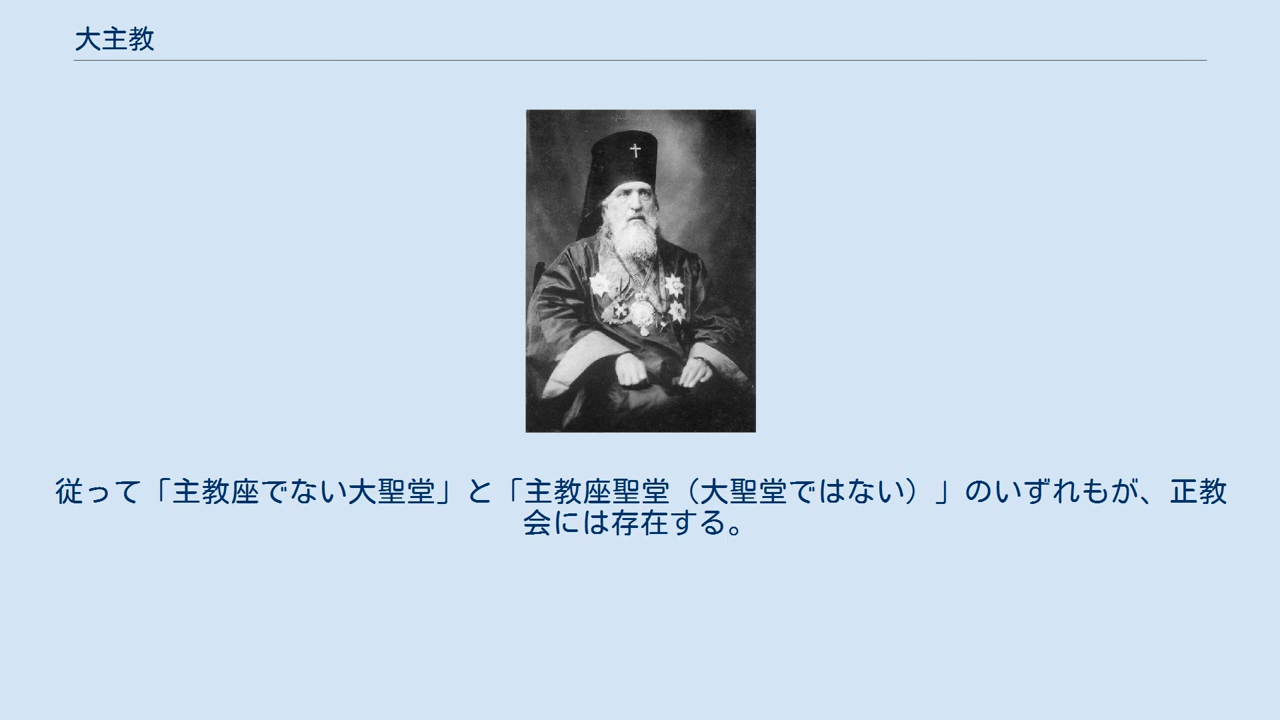 大主教
従って「主教座でない大聖堂」と「主教座聖堂（大聖堂ではない）」のいずれもが、正教
会には存在する。